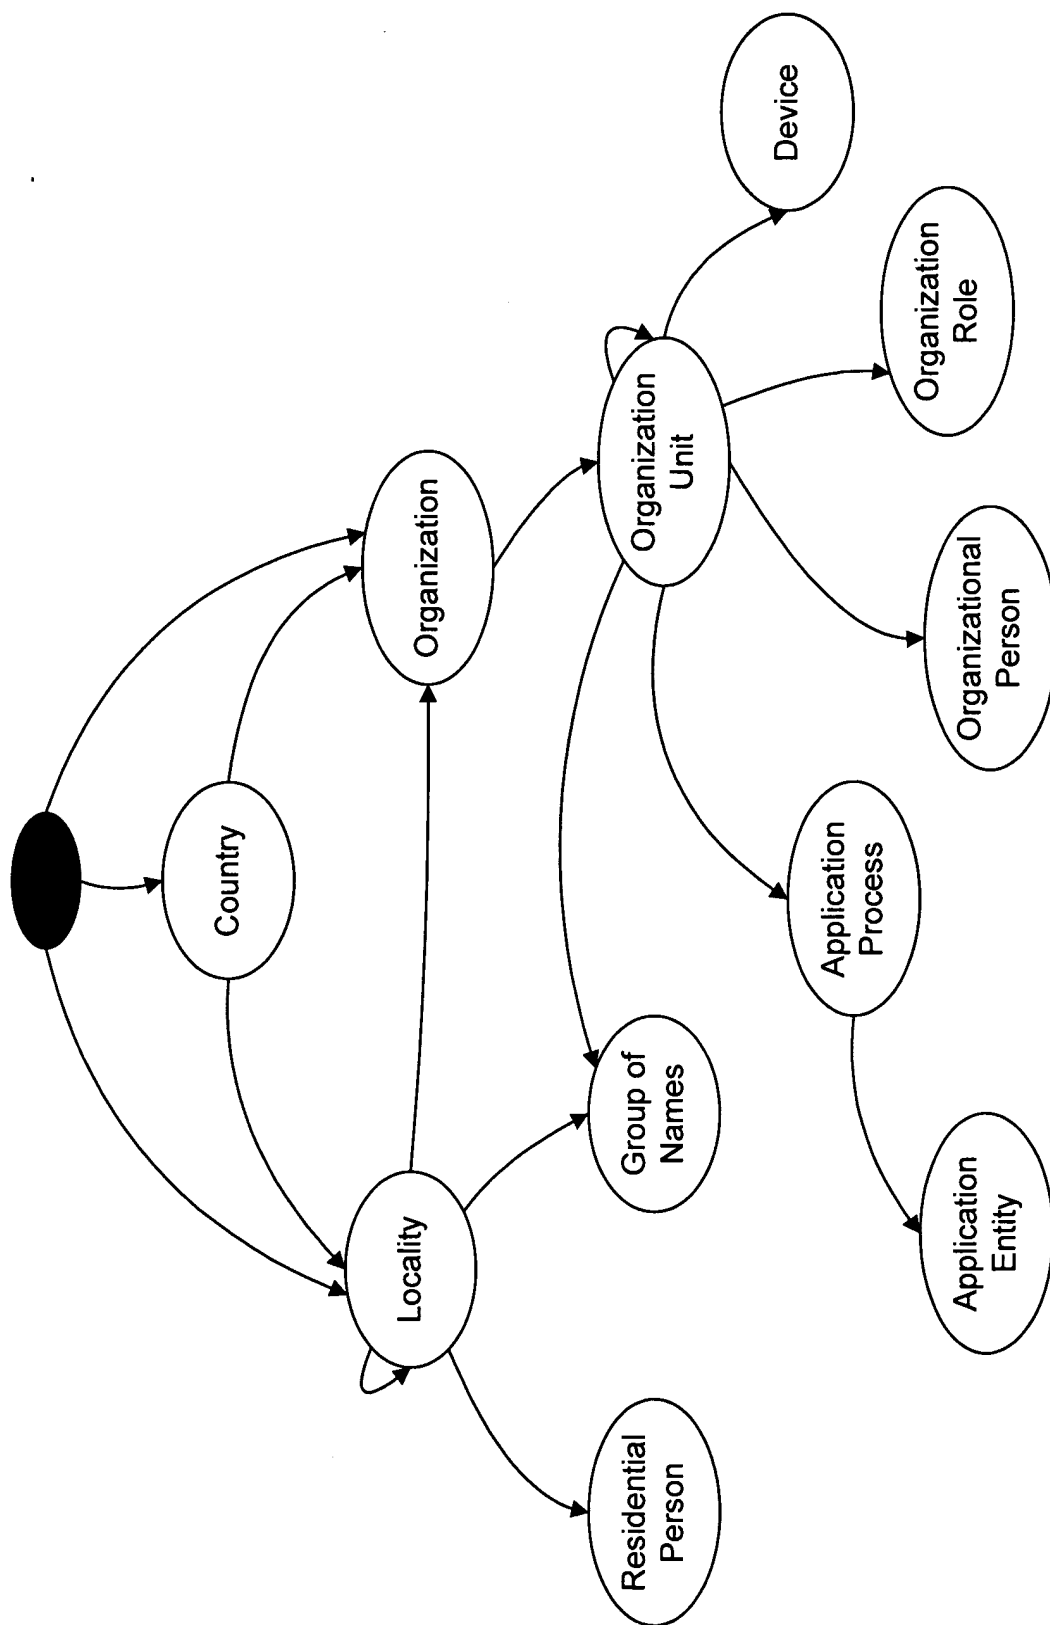 Country
Locality
Organization
Residential
Person
Group of
Names
Organization
Unit
Application
Entity
Application
Process
Organizational
Person
Organization
Role
Device